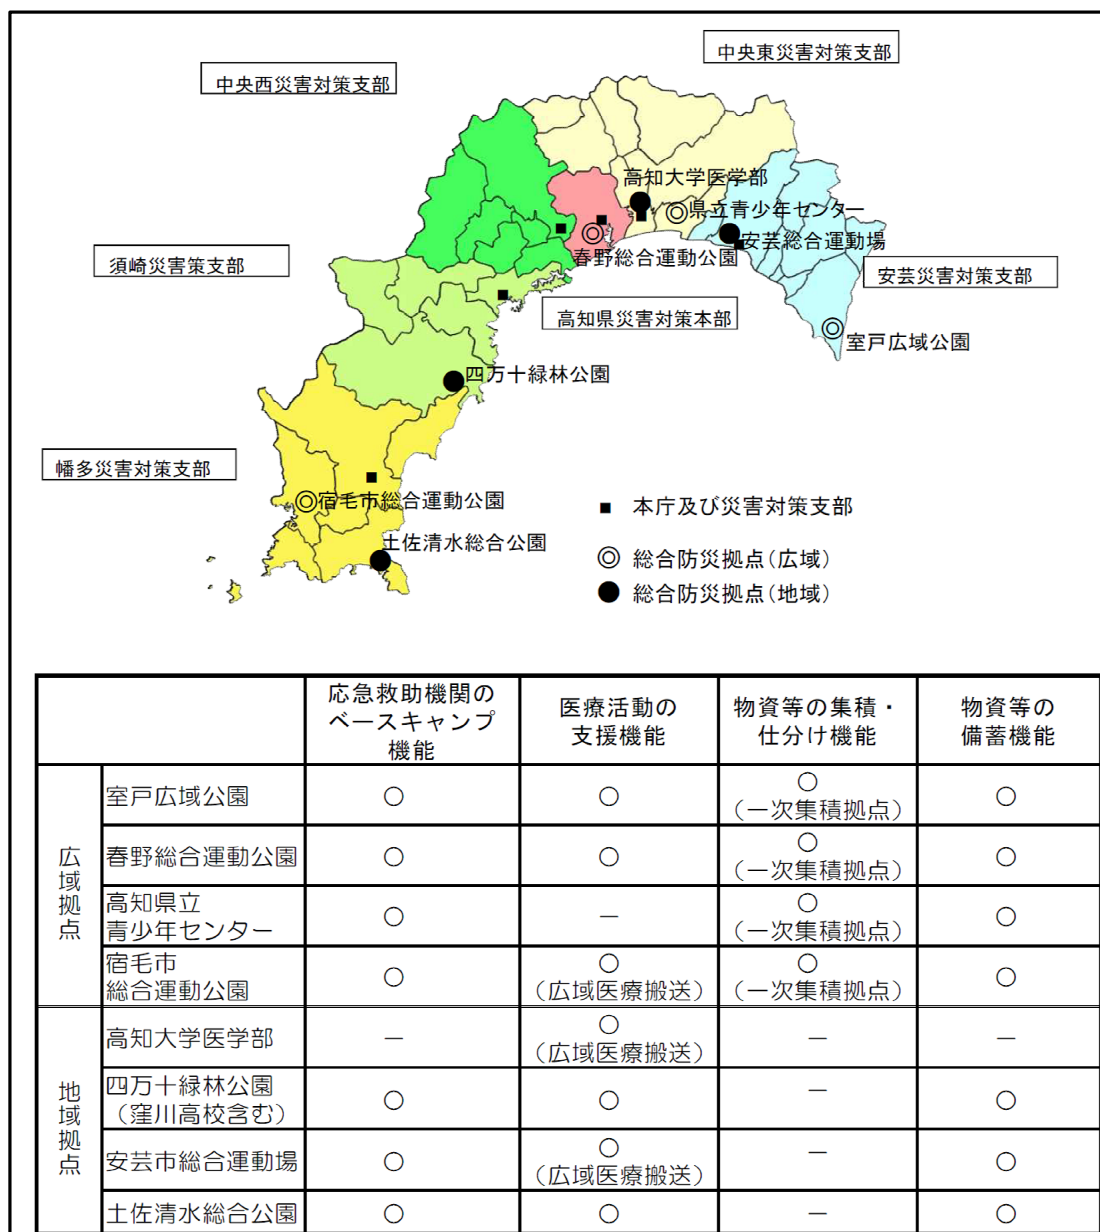 中央東災害対策支部
中央西災害対策支部
高知大学医学部
県立青少年センター
安芸総合運動場
春野総合運動公園
須崎災害策支部
安芸災害対策支部
高知県災害対策本部
室戸広域公園
四万十緑林公園
幡多災害対策支部
宿毛市総合運動公園
土佐清水総合公園
■ 本庁及び災害対策支部
◎ 総合防災拠点(広域)
● 総合防災拠点(地域)
応急救助機関の
ベースキャンプ
機能
医療活動の
支援機能
物資等の集積・
仕分け機能
物資等の
備蓄機能
広域拠点
室戸広域公園 ○ ○ ○ ○
(一次集積拠点)
春野総合運動公園 ○ ○ ○ ○
(一次集積拠点)
高知県立
青少年センター ○ － ○ ○
(一次集積拠点)
宿毛市
総合運動公園 ○ ○ ○ ○
(広域医療搬送) (一次集積拠点)
地域拠点
高知大学医学部 － ○ － －
(広域医療搬送)
四万十緑林公園
(窪川高校含む) ○ ○ － ○
安芸市総合運動場 ○ ○ － ○
(広域医療搬送)
土佐清水総合公園 ○ ○ － ○